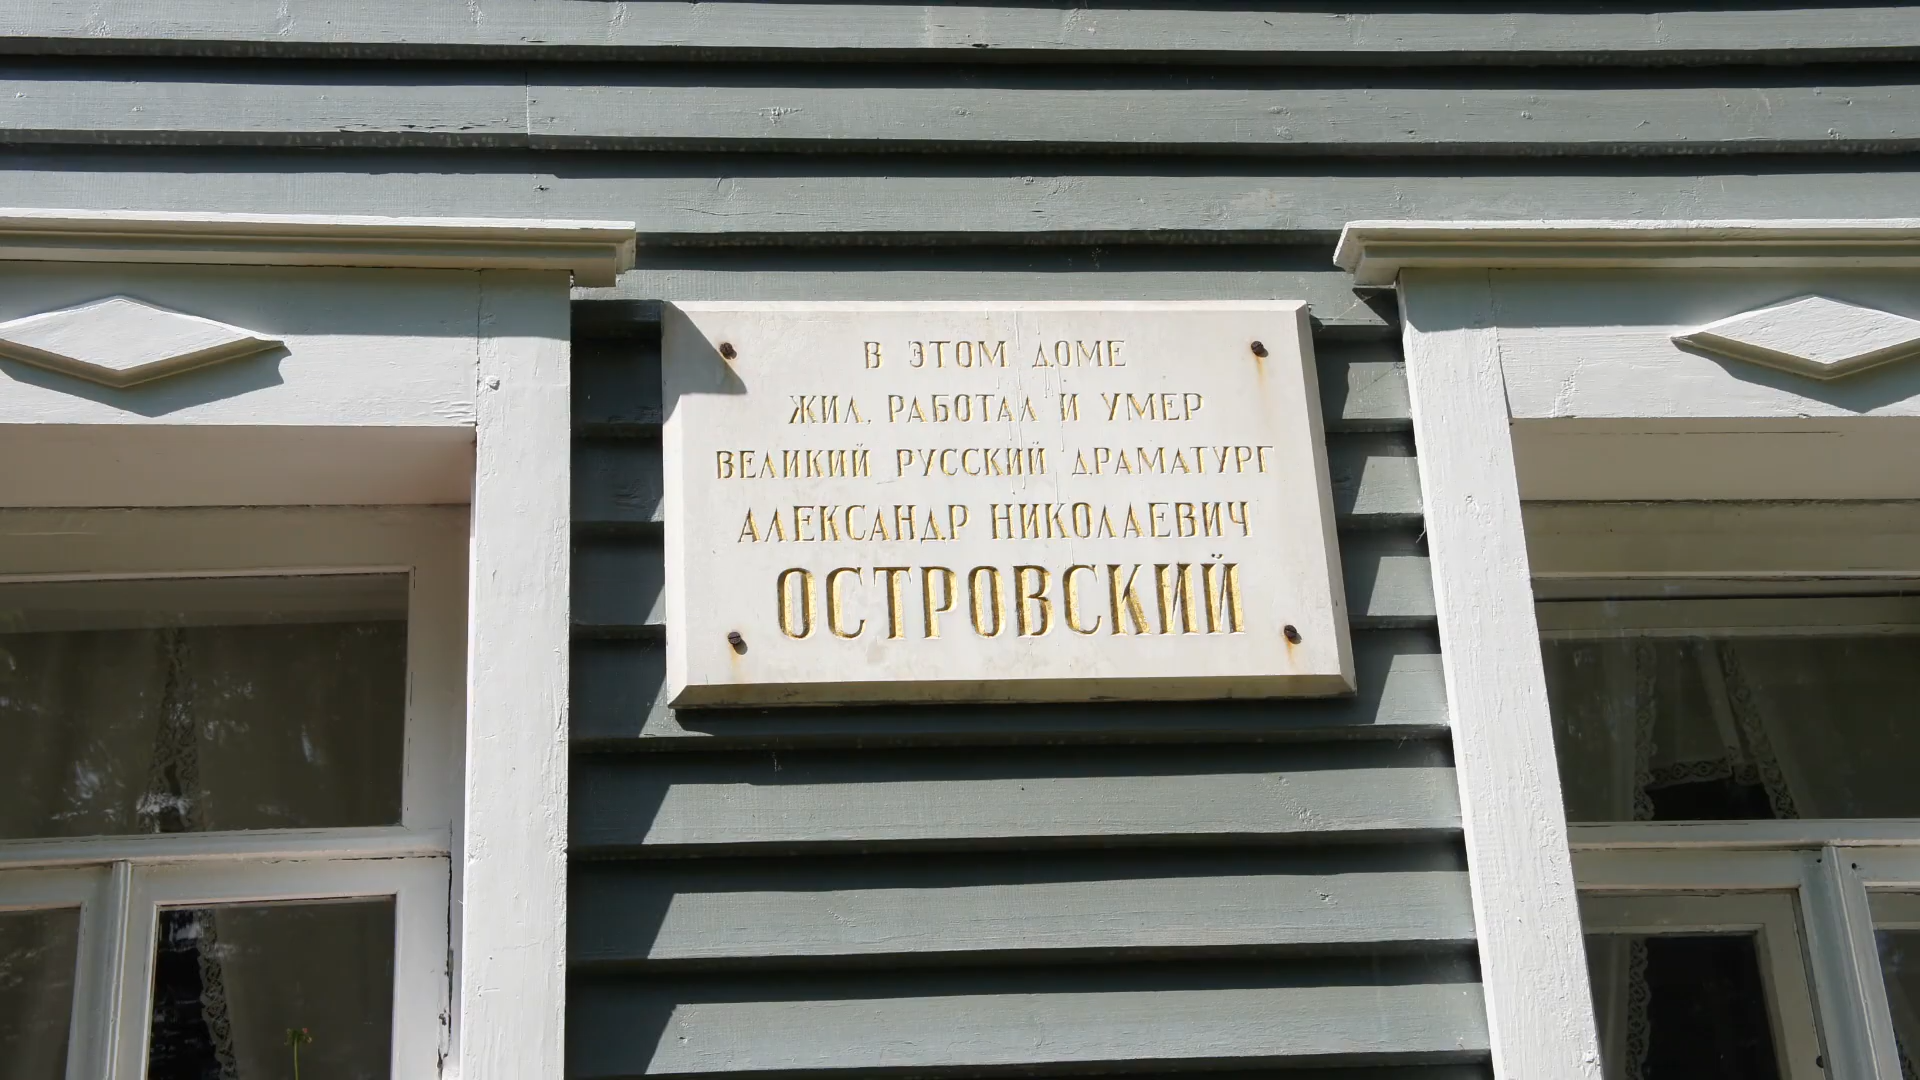 В ЭТОМ ДОМЕ
ЖИЛ, РАБОТАЛ И УМЕР
ВЕЛИКИЙ РУССКИЙ ДРАМАТУРГ
АЛЕКСАНДР НИКОЛАЕВИЧ
ОСТРОВСКИЙ